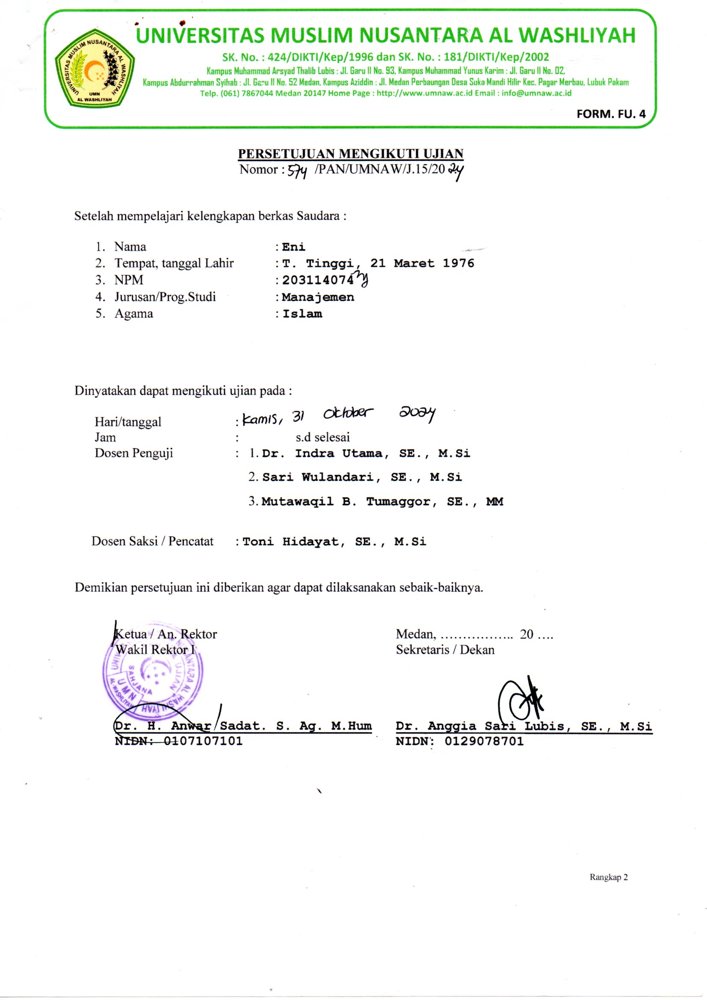 UNIVERSITAS MUSLIM NUSANTARA AL WASHLIYAH
SK. No. : 424/DIKTI/Kep/1996 dan SK. No. : 181/DIKTI/Kep/2002
Kampus Muhammad Arsyad Thalib Lubis : Jl. Garu II No. 93, Kampus Muhammad Yunus Karim : Jl. Garu II No. 02,
Kampus Abdurrahman Syihab : Jl. Garu II No. 52 Medan, Kampus Aziddin : Jl. Medan Perbaungan Desa Suka Mandi Hilir Kec. Pagar Merbau, Lubuk Pakam
Telp. (061) 7867044 Medan 20147 Home Page : http://www.umnaw.ac.id Email : info@umnaw.ac.id
UNIVERSITAS MUSLIM NUSANTARA AL WASHLIYAH
UMN
AL WASHLIYAH
FORM. FU. 4
PERSETUJUAN MENGIKUTI UJIAN
Nomor : 574 /PAN/UMNAW/J.15/20 24
Setelah mempelajari kelengkapan berkas Saudara :
1. Nama : Eni
2. Tempat, tanggal Lahir : T. Tinggi, 21 Maret 1976
3. NPM : 203114074
4. Jurusan/Prog.Studi : Manajemen
5. Agama : Islam
Dinyatakan dapat mengikuti ujian pada :
Hari/tanggal : Kamis, 31 Oktober 2024
Jam : s.d selesai
Dosen Penguji : 1. Dr. Indra Utama, SE., M.Si
2. Sari Wulandari, SE., M.Si
3. Mutawaqil B. Tumaggor, SE., MM
Dosen Saksi / Pencatat : Toni Hidayat, SE., M.Si
Demikian persetujuan ini diberikan agar dapat dilaksanakan sebaik-baiknya.
Ketua / An. Rektor Medan, ................. 20 ....
Wakil Rektor I Sekretaris / Dekan
UJIAN
SARJANA
UMN
AL-WASHLIYAH
Dr. H. Anwar Sadat. S. Ag. M.Hum Dr. Anggia Sari Lubis, SE., M.Si
NIDN: 0107107101 NIDN: 0129078701
Rangkap 2